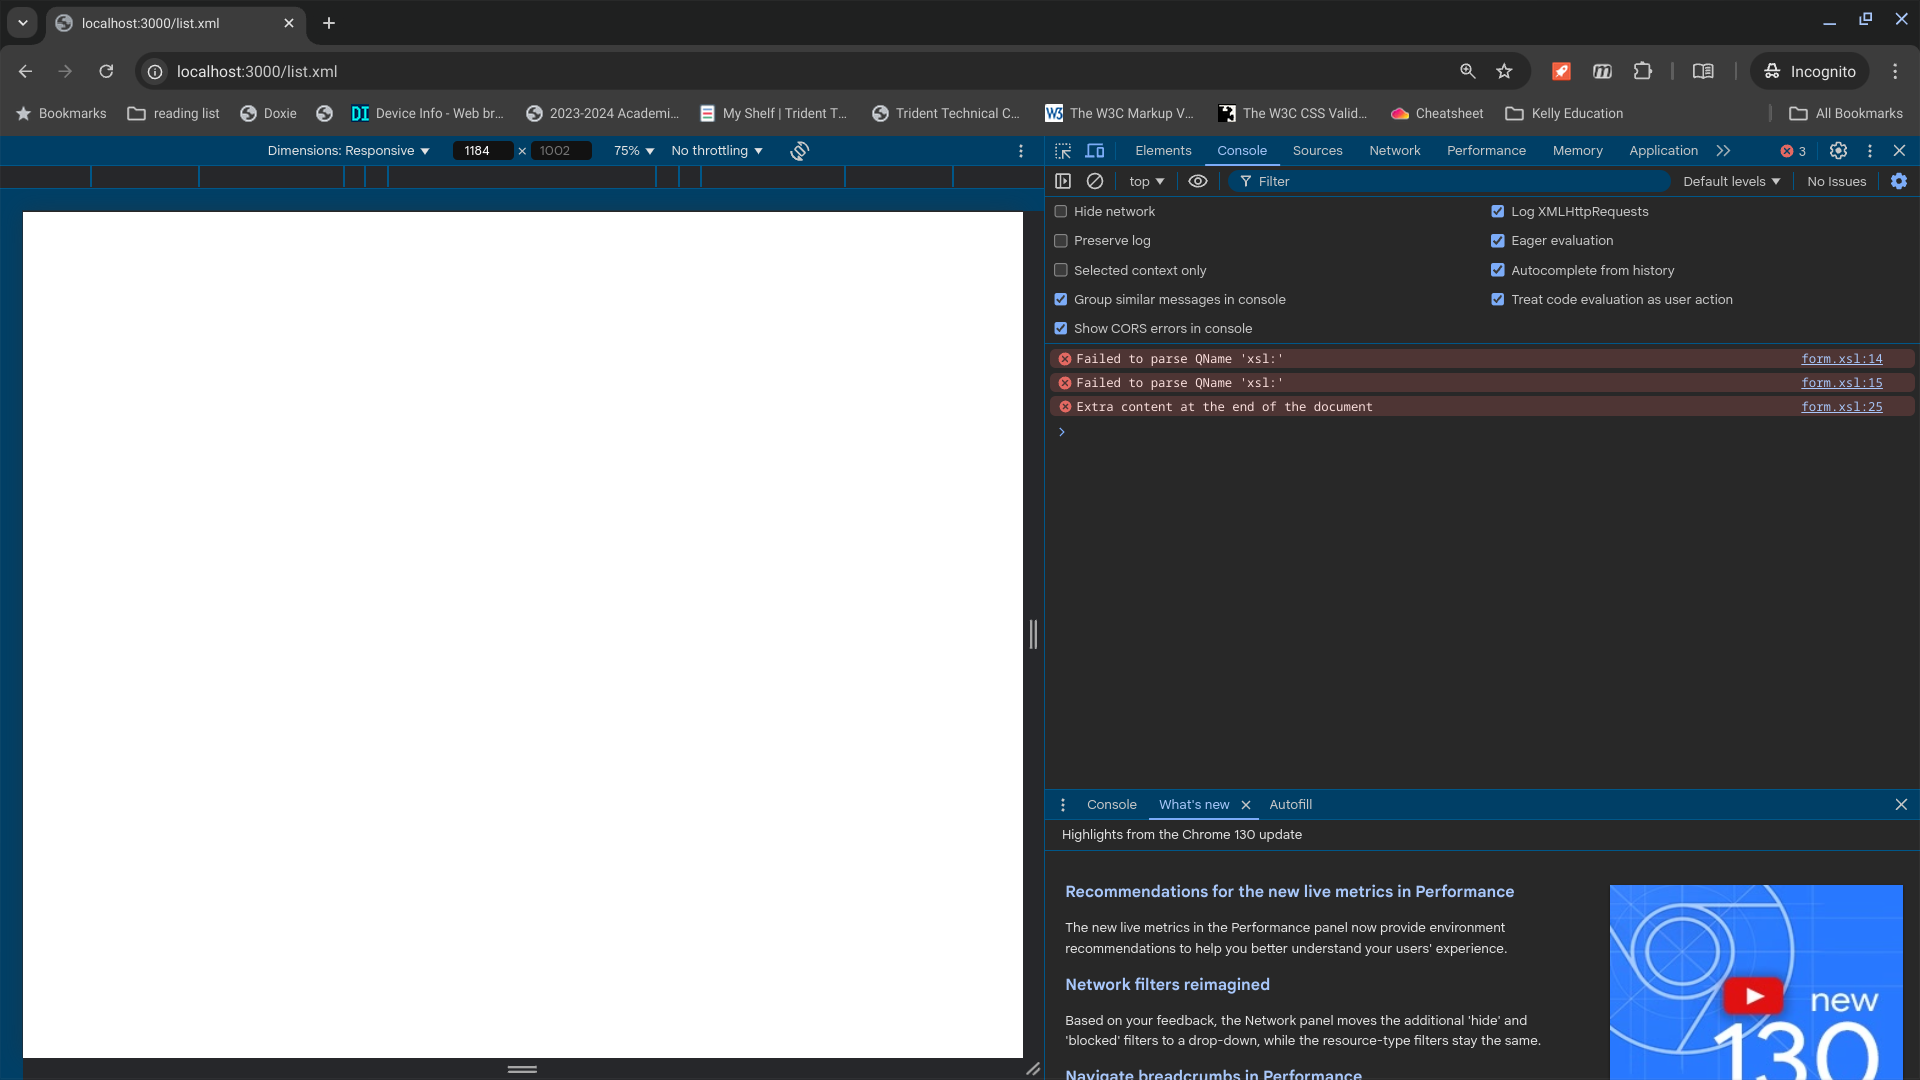 localhost:3000/list.xml
localhost:3000/list.xml
Incognito
Bookmarks
reading list
Doxie
DI Device Info - Web br...
2023-2024 Academi...
My Shelf | Trident T...
Trident Technical C...
W3 The W3C Markup V...
The W3C CSS Valid...
Cheatsheet
Kelly Education
All Bookmarks
Dimensions: Responsive 1184 × 1002 75% No throttling
Elements Console Sources Network Performance Memory Application 3
top Filter Default levels No Issues
Hide network
Log XMLHttpRequests
Preserve log
Eager evaluation
Selected context only
Autocomplete from history
Group similar messages in console
Treat code evaluation as user action
Show CORS errors in console
Failed to parse QName 'xsl:' form.xsl:14
Failed to parse QName 'xsl:' form.xsl:15
Extra content at the end of the document form.xsl:25
Console What's new Autofill
Highlights from the Chrome 130 update
Recommendations for the new live metrics in Performance
The new live metrics in the Performance panel now provide environment
recommendations to help you better understand your users' experience.
Network filters reimagined
Based on your feedback, the Network panel moves the additional 'hide' and
'blocked' filters to a drop-down, while the resource-type filters stay the same.
Navigate breadcrumbs in Performance
new
130